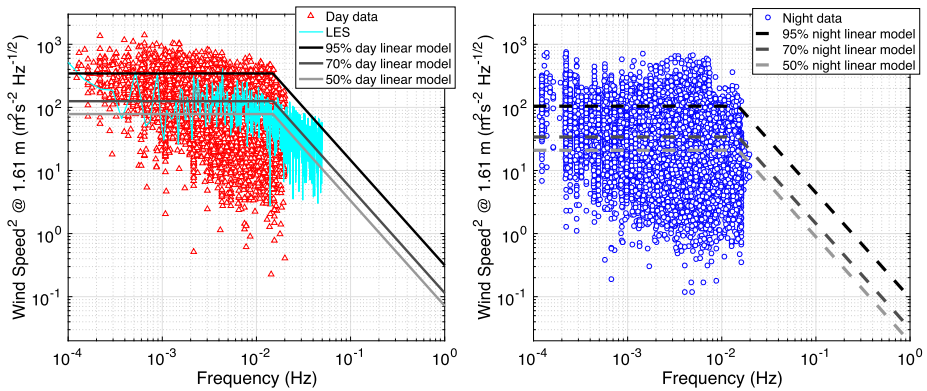 Day data
LES
95% day linear model
70% day linear model
50% day linear model
10³
10²
10¹
10⁰
10⁻¹
Wind Speed² @ 1.61 m (m²s⁻² Hz⁻¹/²)
10⁻⁴ 10⁻³ 10⁻² 10⁻¹ 10⁰
Frequency (Hz)
Night data
95% night linear model
70% night linear model
50% night linear model
10³
10²
10¹
10⁰
10⁻¹
Wind Speed² @ 1.61 m (m²s⁻² Hz⁻¹/²)
10⁻⁴ 10⁻³ 10⁻² 10⁻¹ 10⁰
Frequency (Hz)